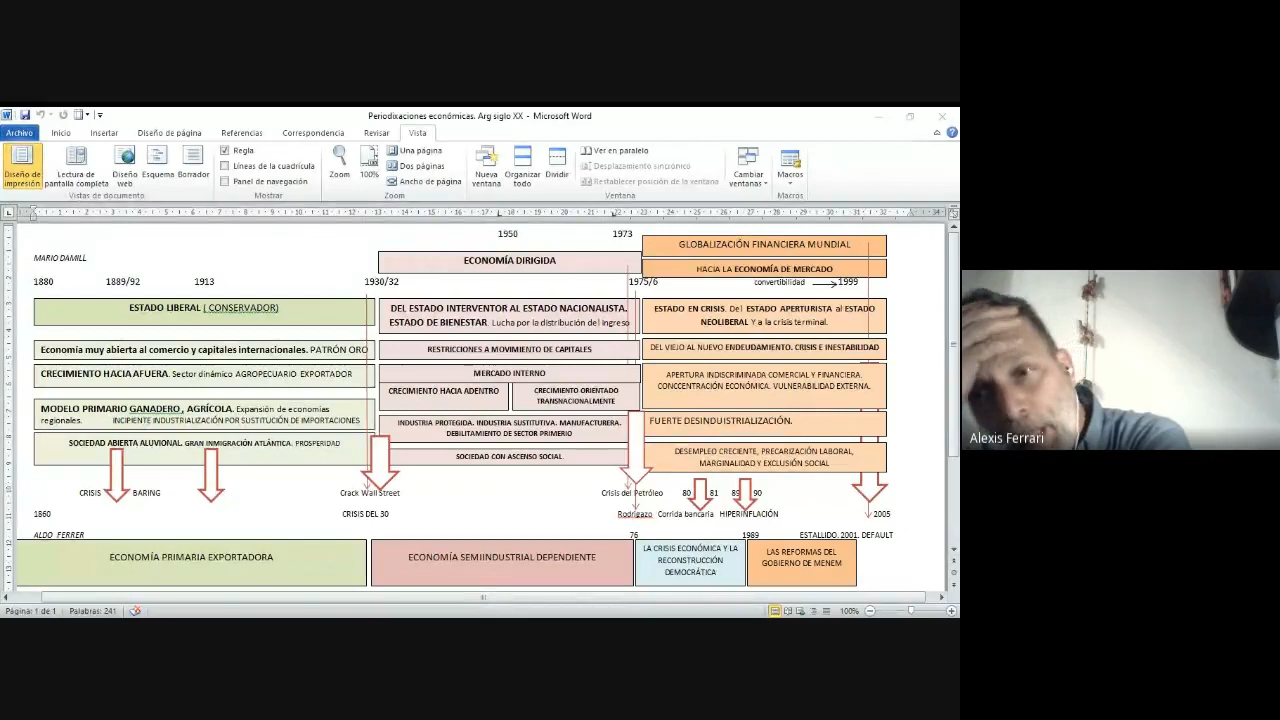 Periodixaciones económicas. Arg siglo XX - Microsoft Word
Archivo Inicio Insertar Diseño de página Referencias Correspondencia Revisar Vista
Diseño de impresión
Lectura de pantalla completa
Diseño web
Esquema
Borrador
Vistas de documento
Regla
Líneas de la cuadrícula
Panel de navegación
Mostrar
Zoom
100%
Una página
Dos páginas
Ancho de página
Zoom
Nueva ventana
Organizar todo
Dividir
Ver en paralelo
Desplazamiento sincrónico
Restablecer posición de la ventana
Ventana
Cambiar ventanas
Macros
Macros
1950 1973
GLOBALIZACIÓN FINANCIERA MUNDIAL
MARIO DAMILL
ECONOMÍA DIRIGIDA
HACIA LA ECONOMÍA DE MERCADO
1880 1889/92 1913 1930/32 1975/6 convertibilidad 1999
ESTADO LIBERAL ( CONSERVADOR)
DEL ESTADO INTERVENTOR AL ESTADO NACIONALISTA.
ESTADO DE BIENESTAR. Lucha por la distribución del ingreso
ESTADO EN CRISIS. Del ESTADO APERTURISTA al ESTADO
NEOLIBERAL Y a la crisis terminal.
Economía muy abierta al comercio y capitales internacionales. PATRÓN ORO
RESTRICCIONES A MOVIMIENTO DE CAPITALES
DEL VIEJO AL NUEVO ENDEUDAMIENTO. CRISIS E INESTABILIDAD
CRECIMIENTO HACIA AFUERA. Sector dinámico AGROPECUARIO EXPORTADOR
MERCADO INTERNO
CRECIMIENTO HACIA ADENTRO
CRECIMIENTO ORIENTADO
TRANSNACIONALMENTE
APERTURA INDISCRIMINADA COMERCIAL Y FINANCIERA.
CONCCENTRACIÓN ECONÓMICA. VULNERABILIDAD EXTERNA.
MODELO PRIMARIO GANADERO , AGRÍCOLA. Expansión de economías
regionales. INCIPIENTE INDUSTRIALIZACIÓN POR SUSTITUCIÓN DE IMPORTACIONES
INDUSTRIA PROTEGIDA. INDUSTRIA SUSTITUTIVA. MANUFACTURERA.
DEBILITAMIENTO DE SECTOR PRIMERIO
FUERTE DESINDUISTRIALIZACIÓN.
SOCIEDAD ABIERTA ALUVIONAL. GRAN INMIGRACIÓN ATLÁNTICA. PROSPERIDAD
SOCIEDAD CON ASCENSO SOCIAL
DESEMPLEO CRECIENTE, PRECARIZACIÓN LABORAL,
MARGINALIDAD Y EXCLUSIÓN SOCIAL
CRISIS BARING Crack Wall Street Crisis del Petróleo 80 81 89 90
1860 CRISIS DEL 30 Rodrigazo Corrida bancaria HIPERINFLACIÓN 2005
ALDO FERRER 76 1989 ESTALLIDO. 2001. DEFAULT
ECONOMÍA PRIMARIA EXPORTADORA
ECONOMÍA SEMIINDUSTRIAL DEPENDIENTE
LA CRISIS ECONÓMICA Y LA
RECONSTRUCCIÓN
DEMOCRÁTICA
LAS REFORMAS DEL
GOBIERNO DE MENEM
Página: 1 de 1 Palabras: 241 100%
Alexis Ferrari